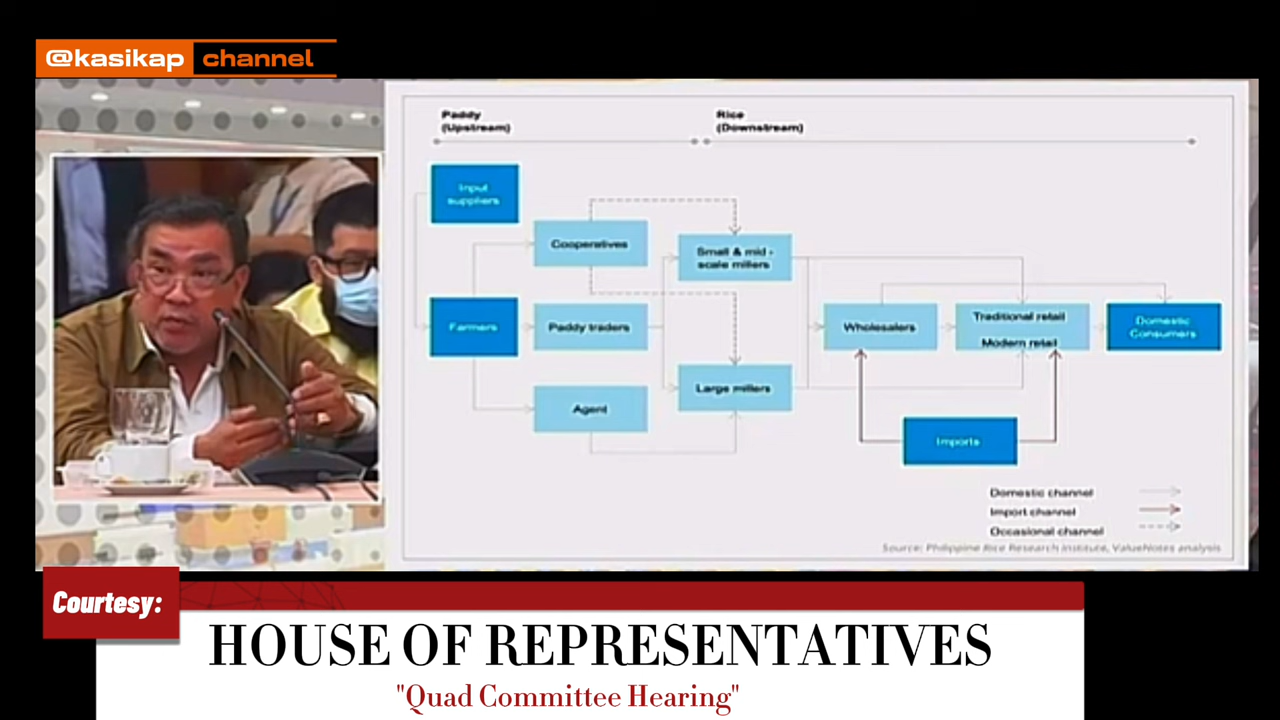 @kasikap channel
Paddy
(Upstream)
Rice
(Downstream)
Input
suppliers
Cooperatives
Small & mid -
scale millers
Farmers
Paddy traders
Wholesalers
Traditional retail
Modern retail
Domestic
Consumers
Large millers
Agent
Imports
Domestic channel
Import channel
Occasional channel
Source: Philippine Rice Research Institute, ValueNotes analysis
Courtesy:
HOUSE OF REPRESENTATIVES
"Quad Committee Hearing"